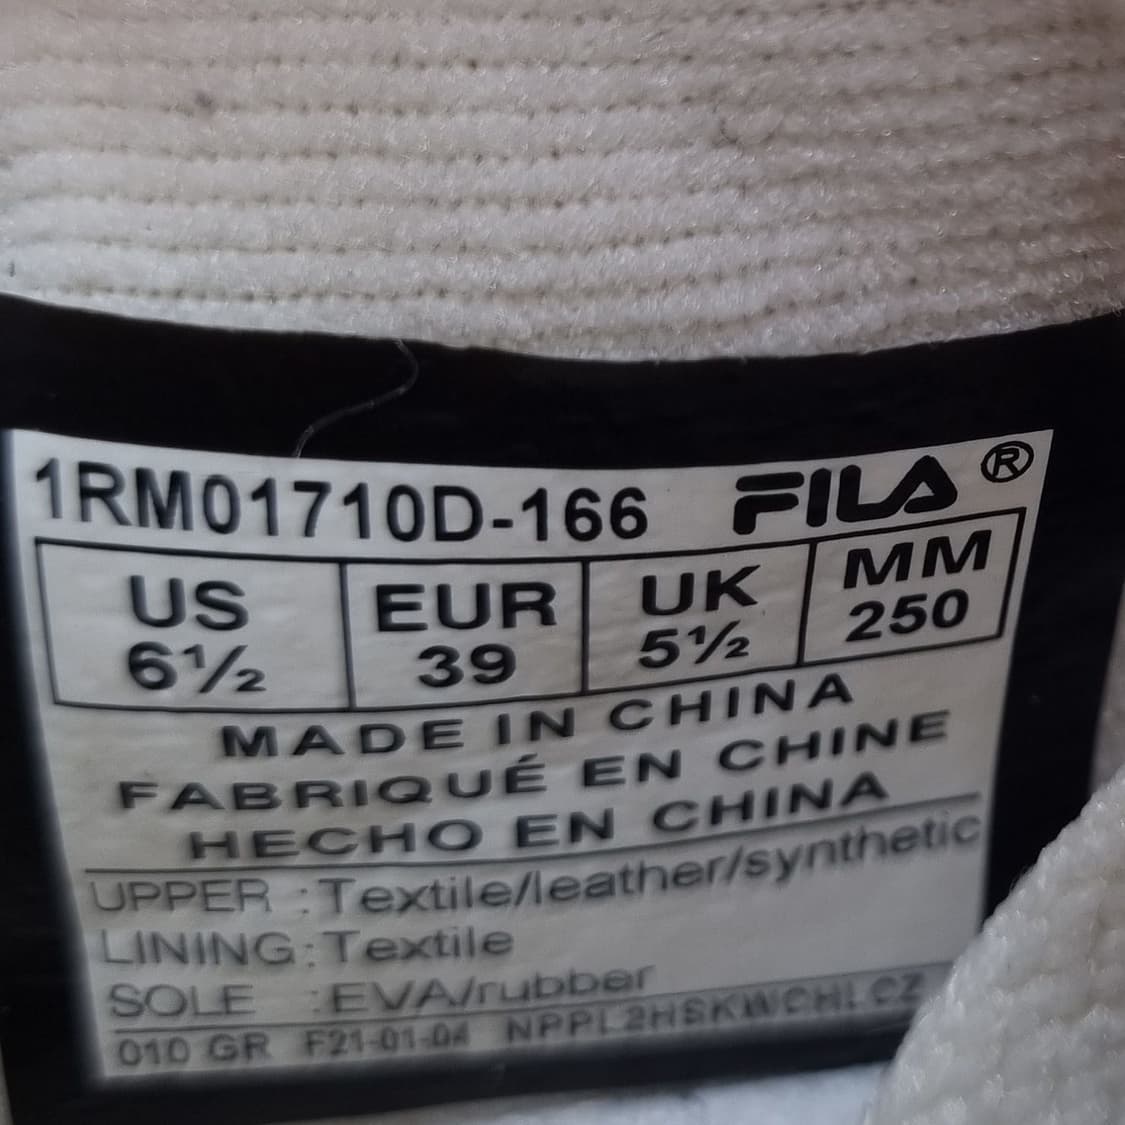 1RM01710D-166 FILA®
US EUR UK MM
6½ 39 5½ 250
MADE IN CHINA
FABRIQUÉ EN CHINE
HECHO EN CHINA
UPPER :Textile/leather/synthetic
LINING:Textile
SOLE :EVA/rubber
010 GR F21-01-04 NPPL2HSKWCHLCZ